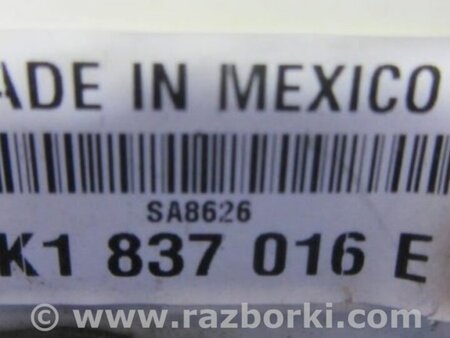 ADE IN MEXICO
SA8626
K1 837 016 E
© www.razborki.com